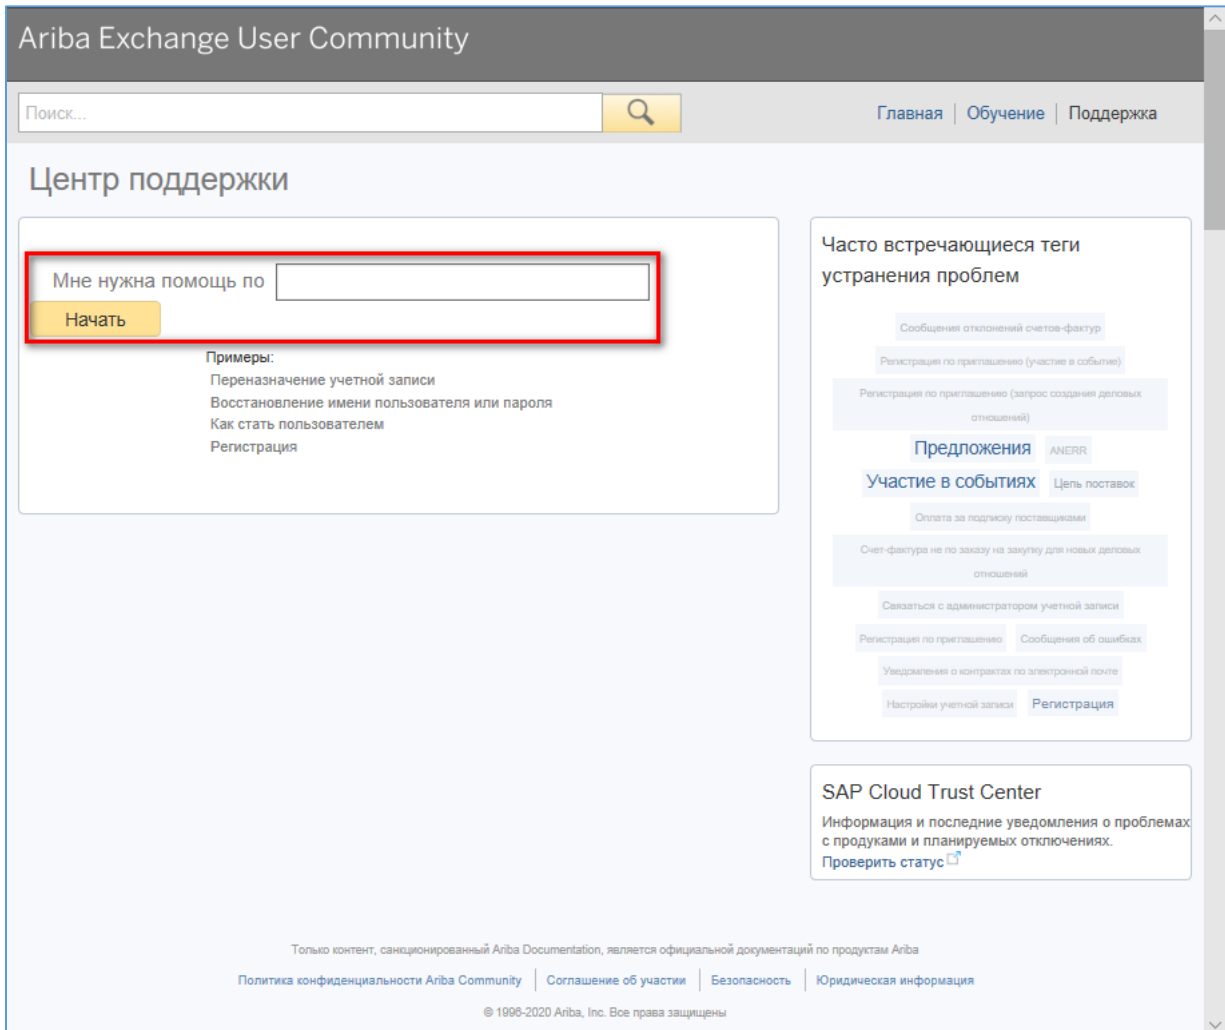 Ariba Exchange User Community
Поиск...
Главная | Обучение | Поддержка
Центр поддержки
Мне нужна помощь по
Начать
Примеры:
Переназначение учетной записи
Восстановление имени пользователя или пароля
Как стать пользователем
Регистрация
Часто встречающиеся теги
устранения проблем
Сообщения отклонений счетов-фактур
Регистрация по приглашению (участие в событие)
Регистрация по приглашению (запрос создания деловых
отношений)
Предложения ANERR
Участие в событиях Цепь поставок
Оплата за подписку поставщиками
Счет-фактура не по заказу на закупку для новых деловых
отношений
Связаться с администратором учетной записи
Регистрация по приглашению Сообщения об ошибках
Уведомления о контрактах по электронной почте
Настройки учетной записи Регистрация
SAP Cloud Trust Center
Информация и последние уведомления о проблемах
с продуками и планируемых отключениях.
Проверить статус
Только контент, санкционированный Ariba Documentation, является официальной документаций по продуктам Ariba
Политика конфиденциальности Ariba Community | Соглашение об участии | Безопасность | Юридическая информация
© 1996-2020 Ariba, Inc. Все права защищены